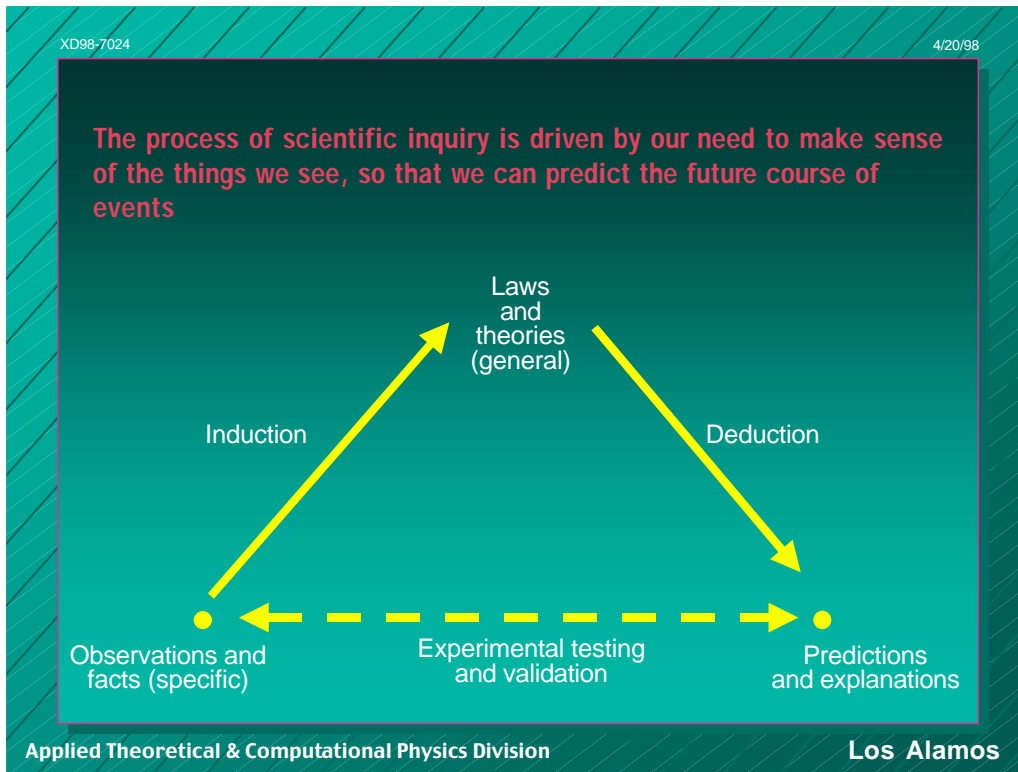 XD98-7024
4/20/98
The process of scientific inquiry is driven by our need to make sense
of the things we see, so that we can predict the future course of
events
Laws
and
theories
(general)
Induction
Deduction
Observations and
facts (specific)
Experimental testing
and validation
Predictions
and explanations
Applied Theoretical & Computational Physics Division
Los Alamos